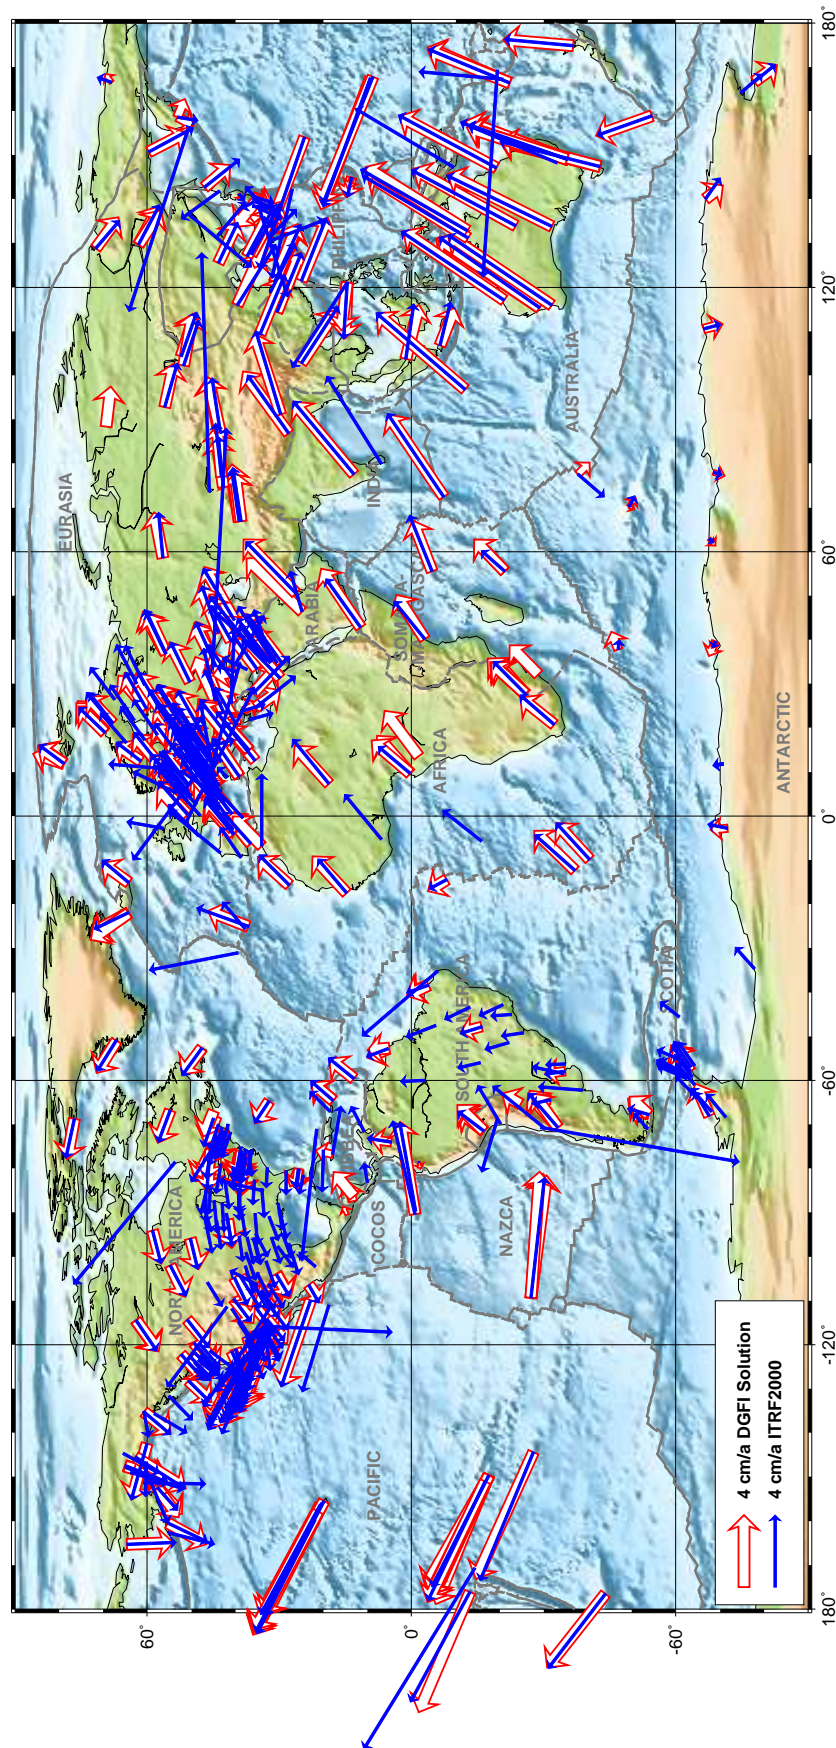 EURASIA
NORTH AMERICA
ARABIA
INDIA
PHILIPP
COCOS
AFRICA
SOMALIA
PACIFIC
SOUTH AMERICA
NAZCA
AUSTRALIA
SCOTIA
ANTARCTIC
4 cm/a DGFI Solution
4 cm/a ITRF2000
60˚
0˚
-60˚
180˚
-120˚
-60˚
0˚
60˚
120˚
180˚